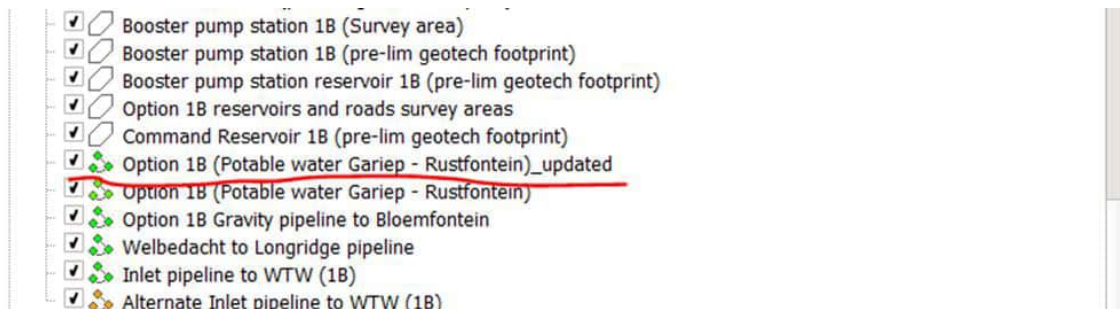 Booster pump station 1B (Survey area)
Booster pump station 1B (pre-lim geotech footprint)
Booster pump station reservoir 1B (pre-lim geotech footprint)
Option 1B reservoirs and roads survey areas
Command Reservoir 1B (pre-lim geotech footprint)
Option 1B (Potable water Gariep - Rustfontein)_updated
Option 1B (Potable water Gariep - Rustfontein)
Option 1B Gravity pipeline to Bloemfontein
Welbedacht to Longridge pipeline
Inlet pipeline to WTW (1B)
Alternate Inlet pipeline to WTW (1B)